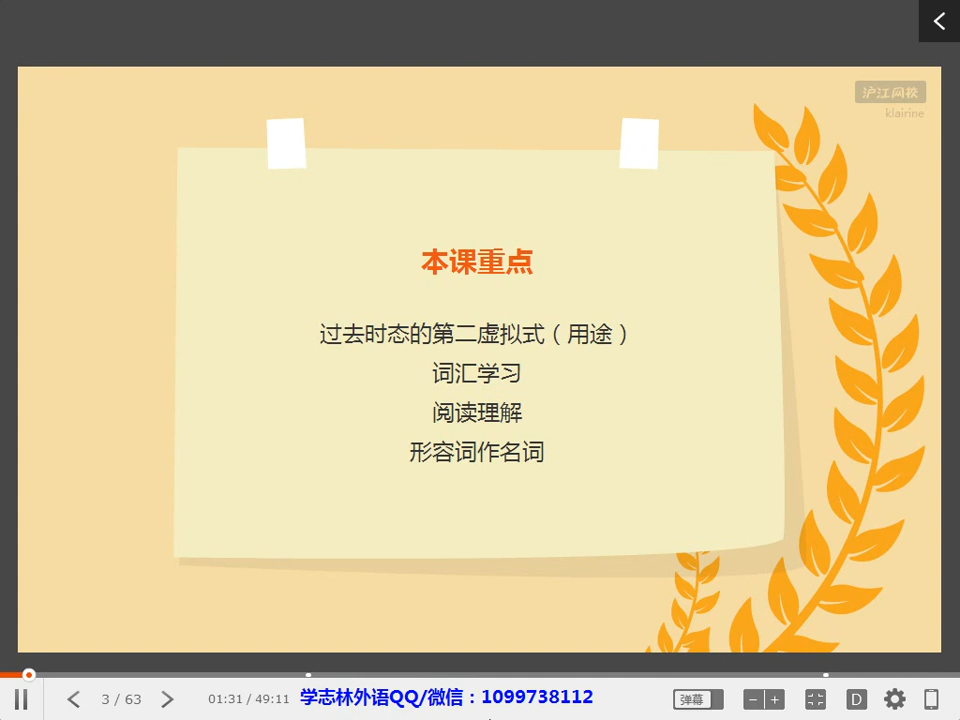 沪江网校
klairine
本课重点
过去时态的第二虚拟式（用途）
词汇学习
阅读理解
形容词作名词
3 / 63
01:31 / 49:11
学志林外语QQ/微信：1099738112
弹幕
D